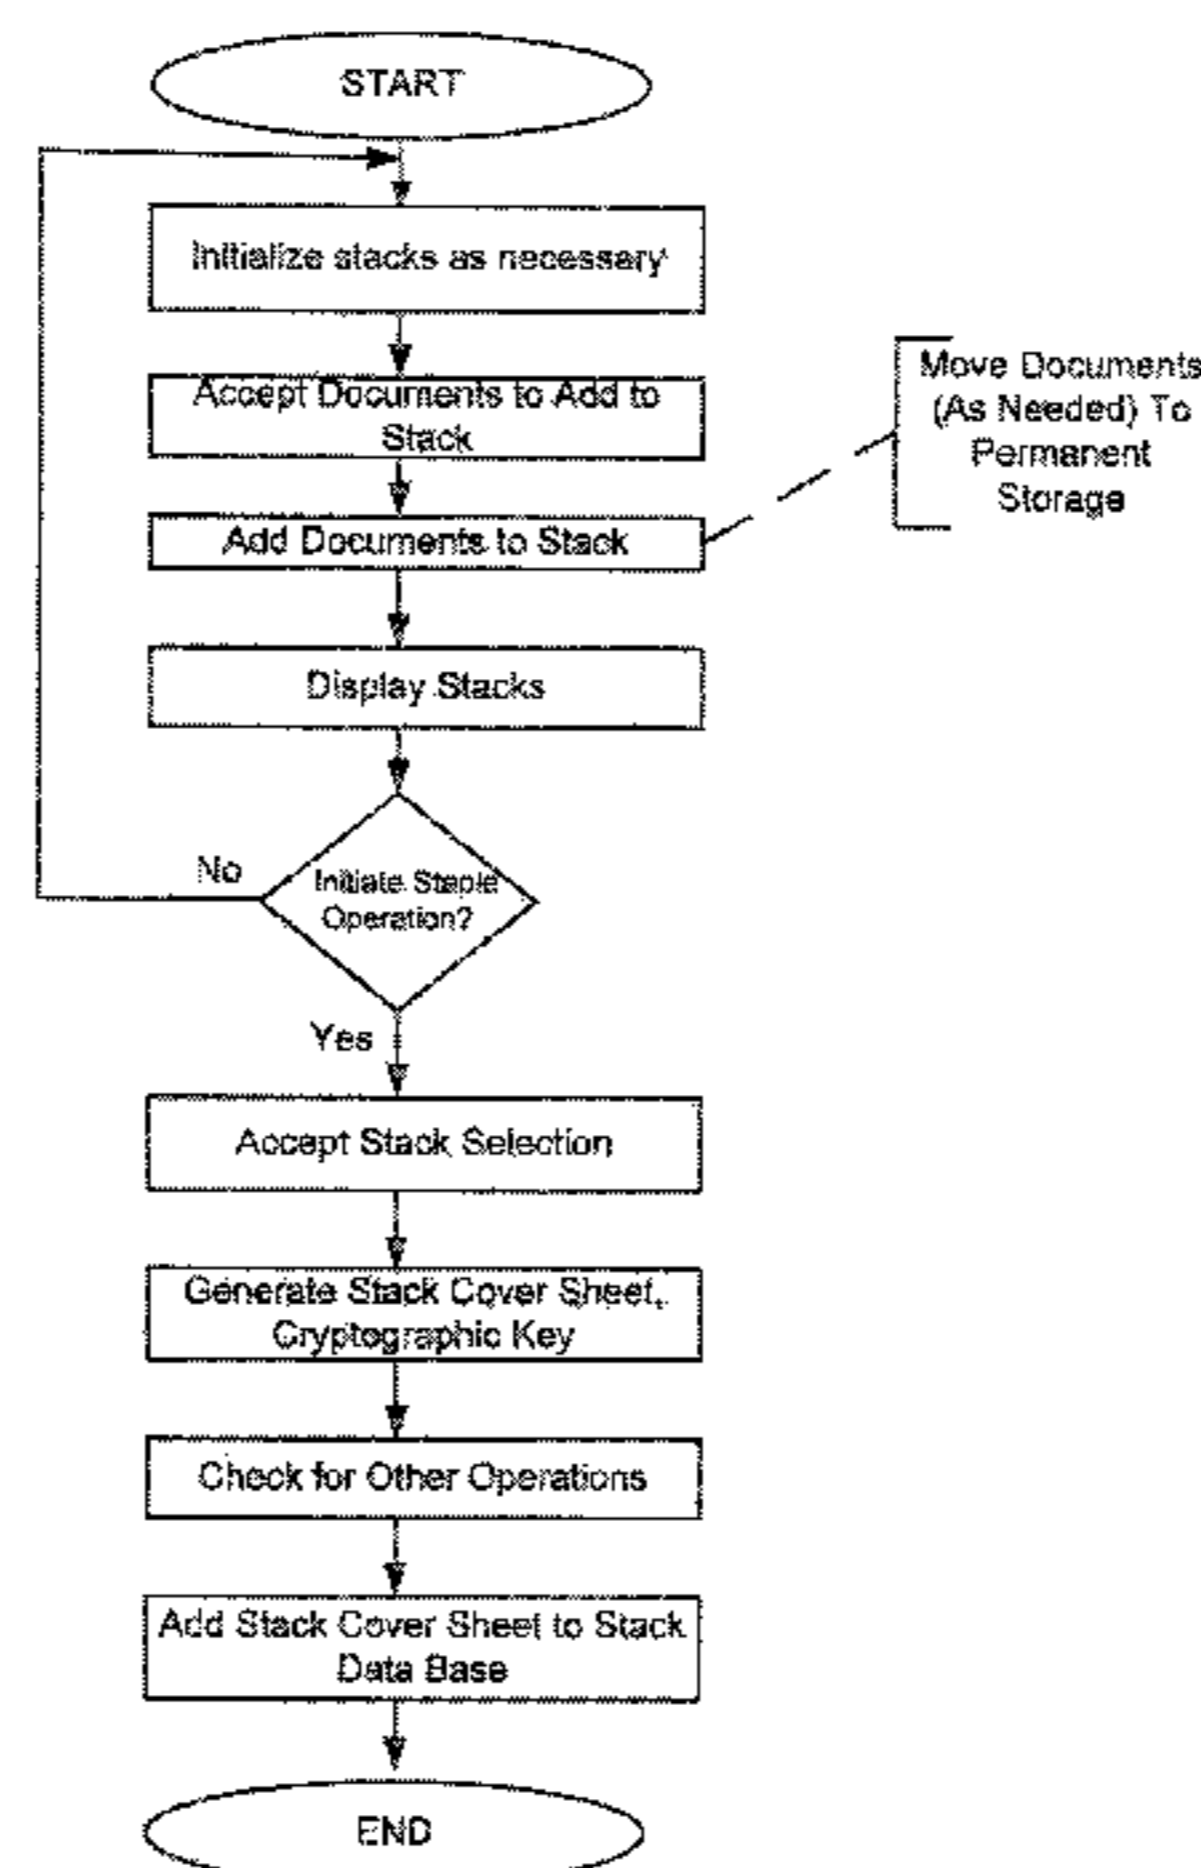 START
Initialize stacks as necessary
Accept Documents to Add to
Stack
Move Documents
(As Needed) To
Permanent
Storage
Add Documents to Stack
Display Stacks
No
Initiate Staple
Operation?
Yes
Accept Stack Selection
Generate Stack Cover Sheet,
Cryptographic Key
Check for Other Operations
Add Stack Cover Sheet to Stack
Data Base
END